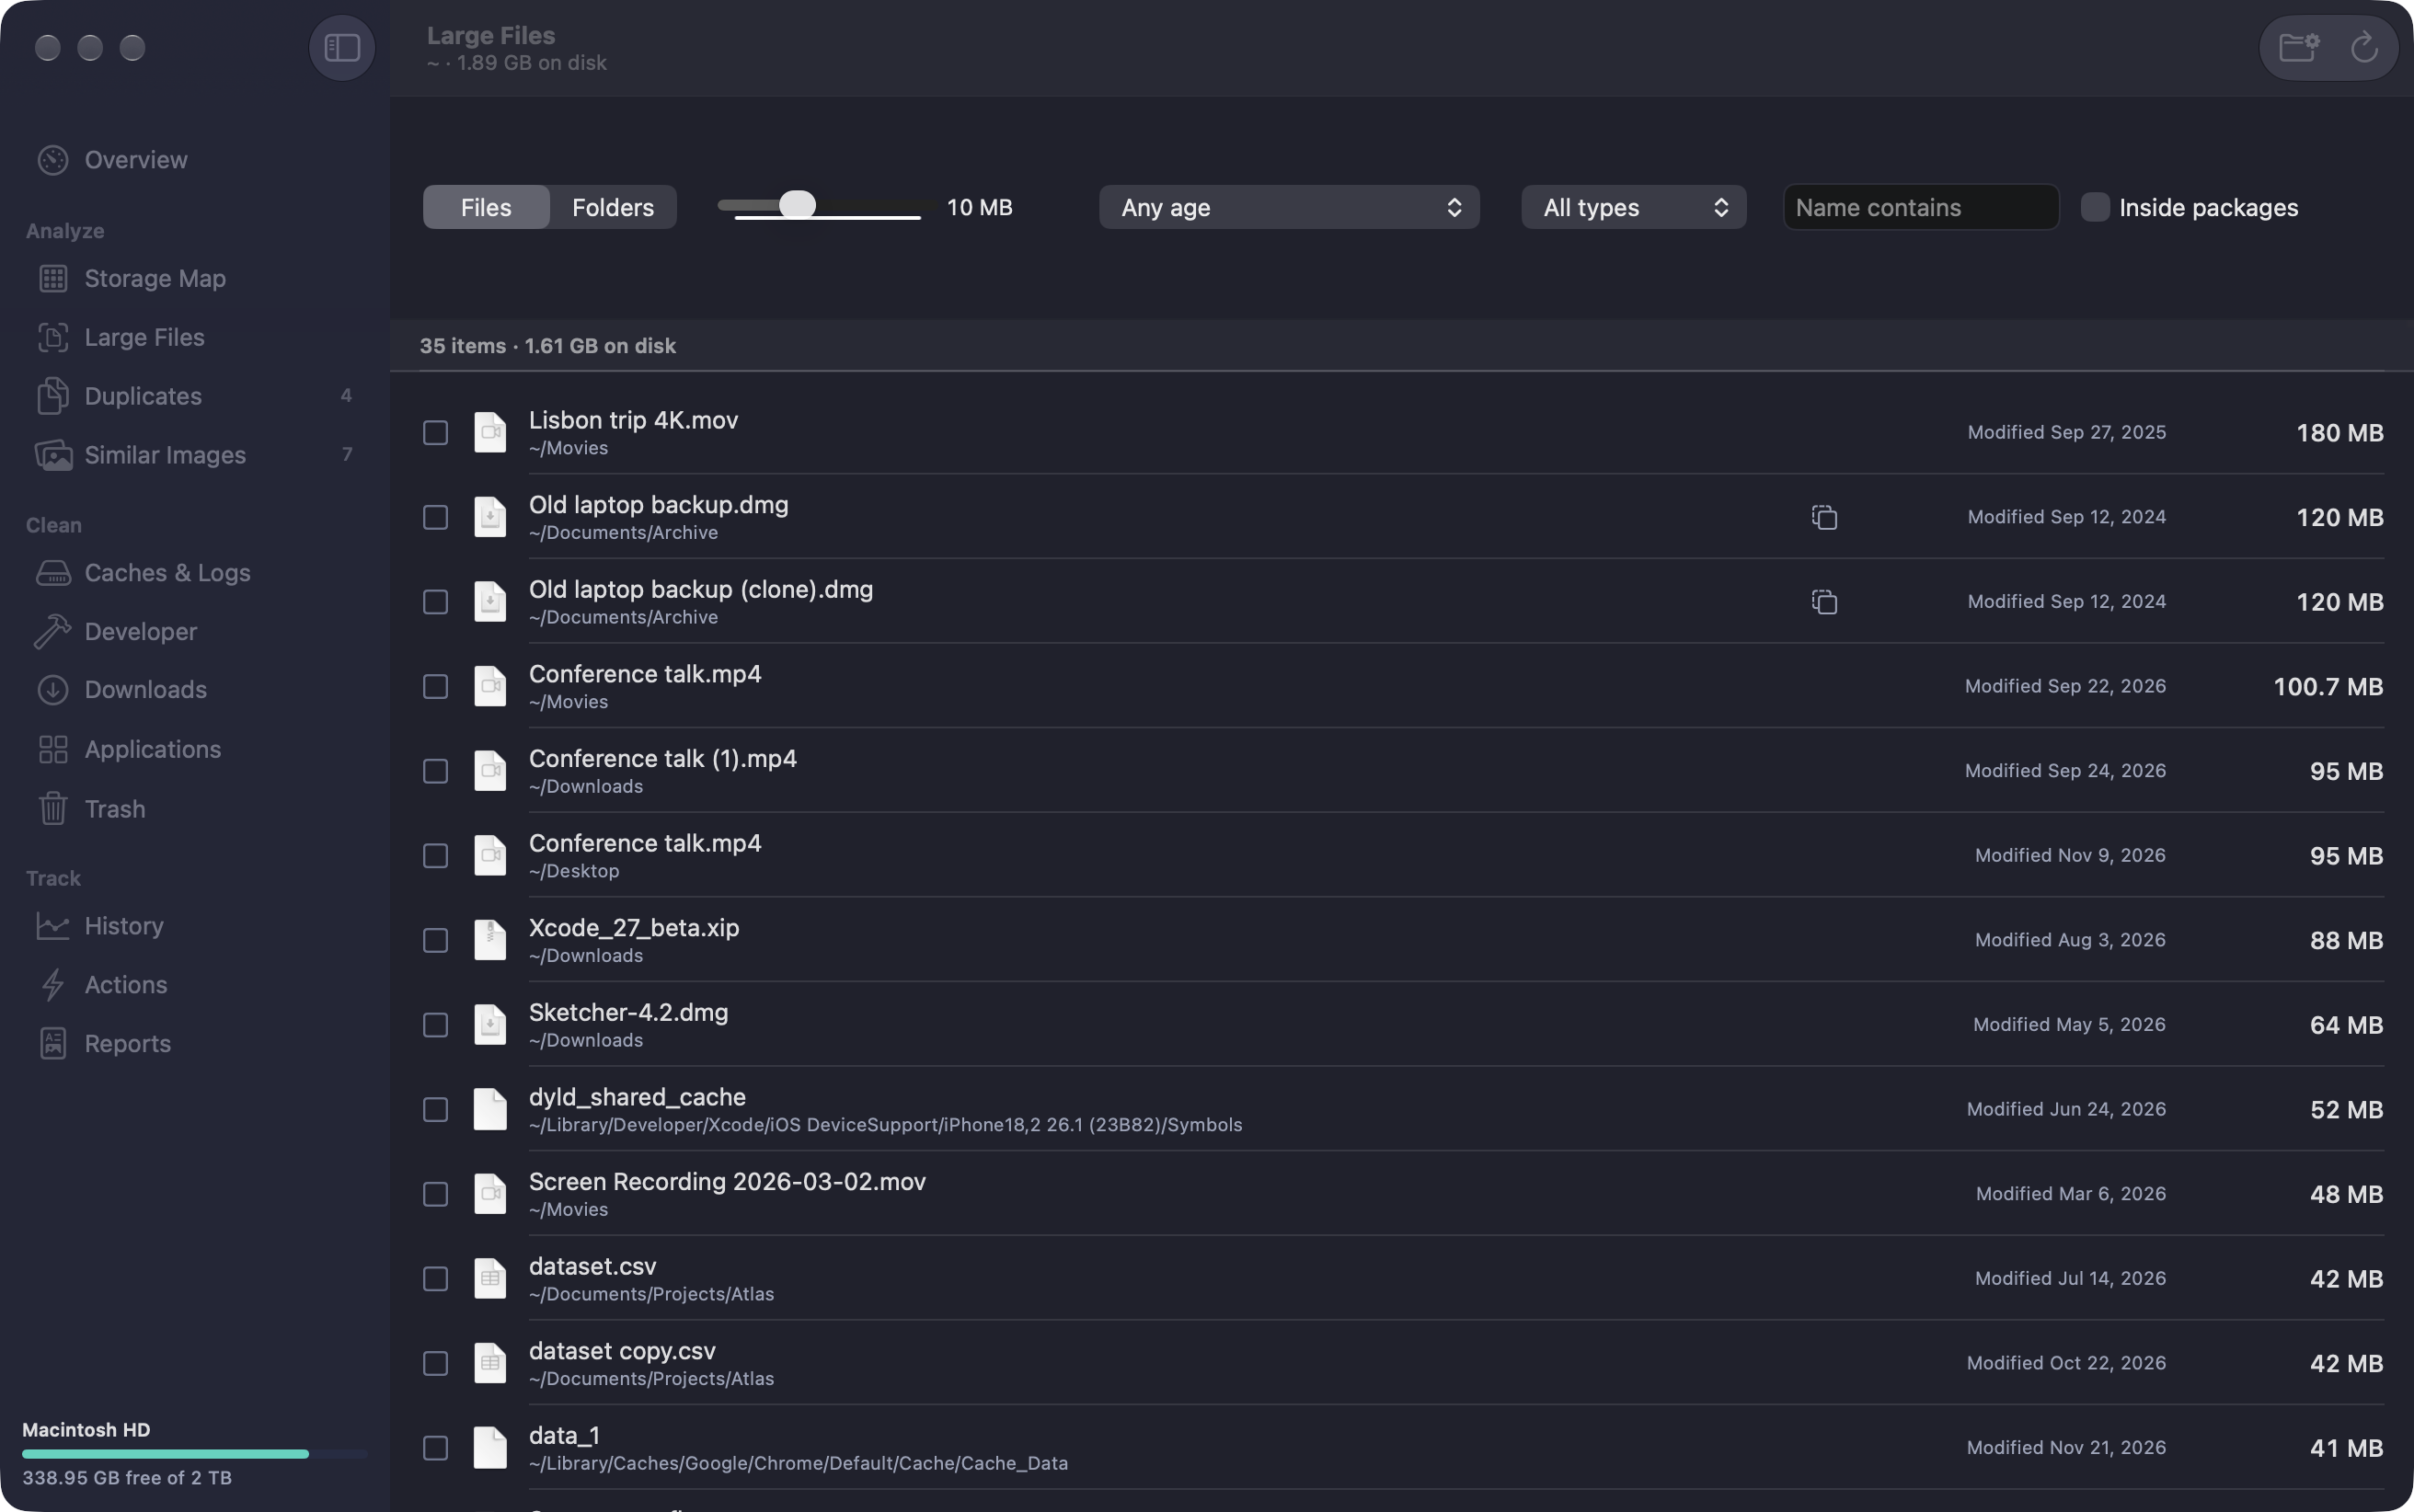 Large Files
~ · 1.89 GB on disk
Overview
Analyze
Storage Map
Large Files
Duplicates 4
Similar Images 7
Clean
Caches & Logs
Developer
Downloads
Applications
Trash
Track
History
Actions
Reports
Macintosh HD
338.95 GB free of 2 TB
Files Folders 10 MB Any age All types Name contains Inside packages
35 items · 1.61 GB on disk
Lisbon trip 4K.mov
~/Movies
Modified Sep 27, 2025 180 MB
Old laptop backup.dmg
~/Documents/Archive
Modified Sep 12, 2024 120 MB
Old laptop backup (clone).dmg
~/Documents/Archive
Modified Sep 12, 2024 120 MB
Conference talk.mp4
~/Movies
Modified Sep 22, 2026 100.7 MB
Conference talk (1).mp4
~/Downloads
Modified Sep 24, 2026 95 MB
Conference talk.mp4
~/Desktop
Modified Nov 9, 2026 95 MB
Xcode_27_beta.xip
~/Downloads
Modified Aug 3, 2026 88 MB
Sketcher-4.2.dmg
~/Downloads
Modified May 5, 2026 64 MB
dyld_shared_cache
~/Library/Developer/Xcode/iOS DeviceSupport/iPhone18,2 26.1 (23B82)/Symbols
Modified Jun 24, 2026 52 MB
Screen Recording 2026-03-02.mov
~/Movies
Modified Mar 6, 2026 48 MB
dataset.csv
~/Documents/Projects/Atlas
Modified Jul 14, 2026 42 MB
dataset copy.csv
~/Documents/Projects/Atlas
Modified Oct 22, 2026 42 MB
data_1
~/Library/Caches/Google/Chrome/Default/Cache/Cache_Data
Modified Nov 21, 2026 41 MB